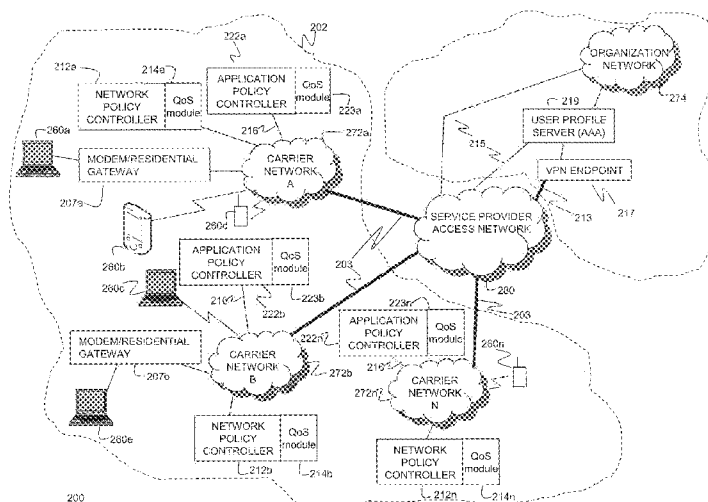 222a
202
212a
214a
APPLICATION
POLICY
CONTROLLER
QoS
module
NETWORK
POLICY
CONTROLLER
QoS
module
223a
216
272a
260a
MODEM/RESIDENTIAL
GATEWAY
CARRIER
NETWORK
A
207a
ORGANIZATION
NETWORK
274
219
USER PROFILE
SERVER (AAA)
215
VPN ENDPOINT
213
217
SERVICE PROVIDER
ACCESS NETWORK
280
203
203
260b
APPLICATION
POLICY
CONTROLLER
QoS
module
216
222b
223b
MODEM/RESIDENTIAL
GATEWAY
CARRIER
NETWORK
B
272b
260e
NETWORK
POLICY
CONTROLLER
QoS
module
212b
214b
223n
222n
APPLICATION
POLICY
CONTROLLER
QoS
module
216
272n
CARRIER
NETWORK
N
260n
NETWORK
POLICY
CONTROLLER
QoS
module
212n
214n
200